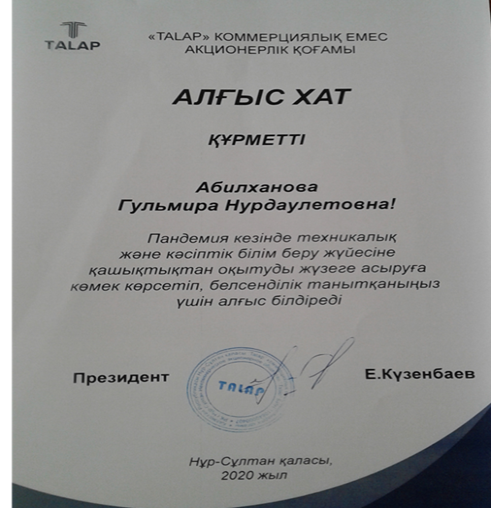 TALAP
«TALAP» КОММЕРЦИЯЛЫҚ ЕМЕС
АКЦИОНЕРЛІК ҚОҒАМЫ
АЛҒЫС ХАТ
ҚҰРМЕТТІ
Абилханова
Гульмира Нурдаулетовна!
Пандемия кезінде техникалық
және кәсіптік білім беру жүйесіне
қашықтықтан оқытуды жүзеге асыруға
көмек көрсетіп, белсенділік танытқаныңыз
үшін алғыс білдіреді
Президент
TALAP
Е.Күзенбаев
Нұр-Сұлтан қаласы,
2020 жыл